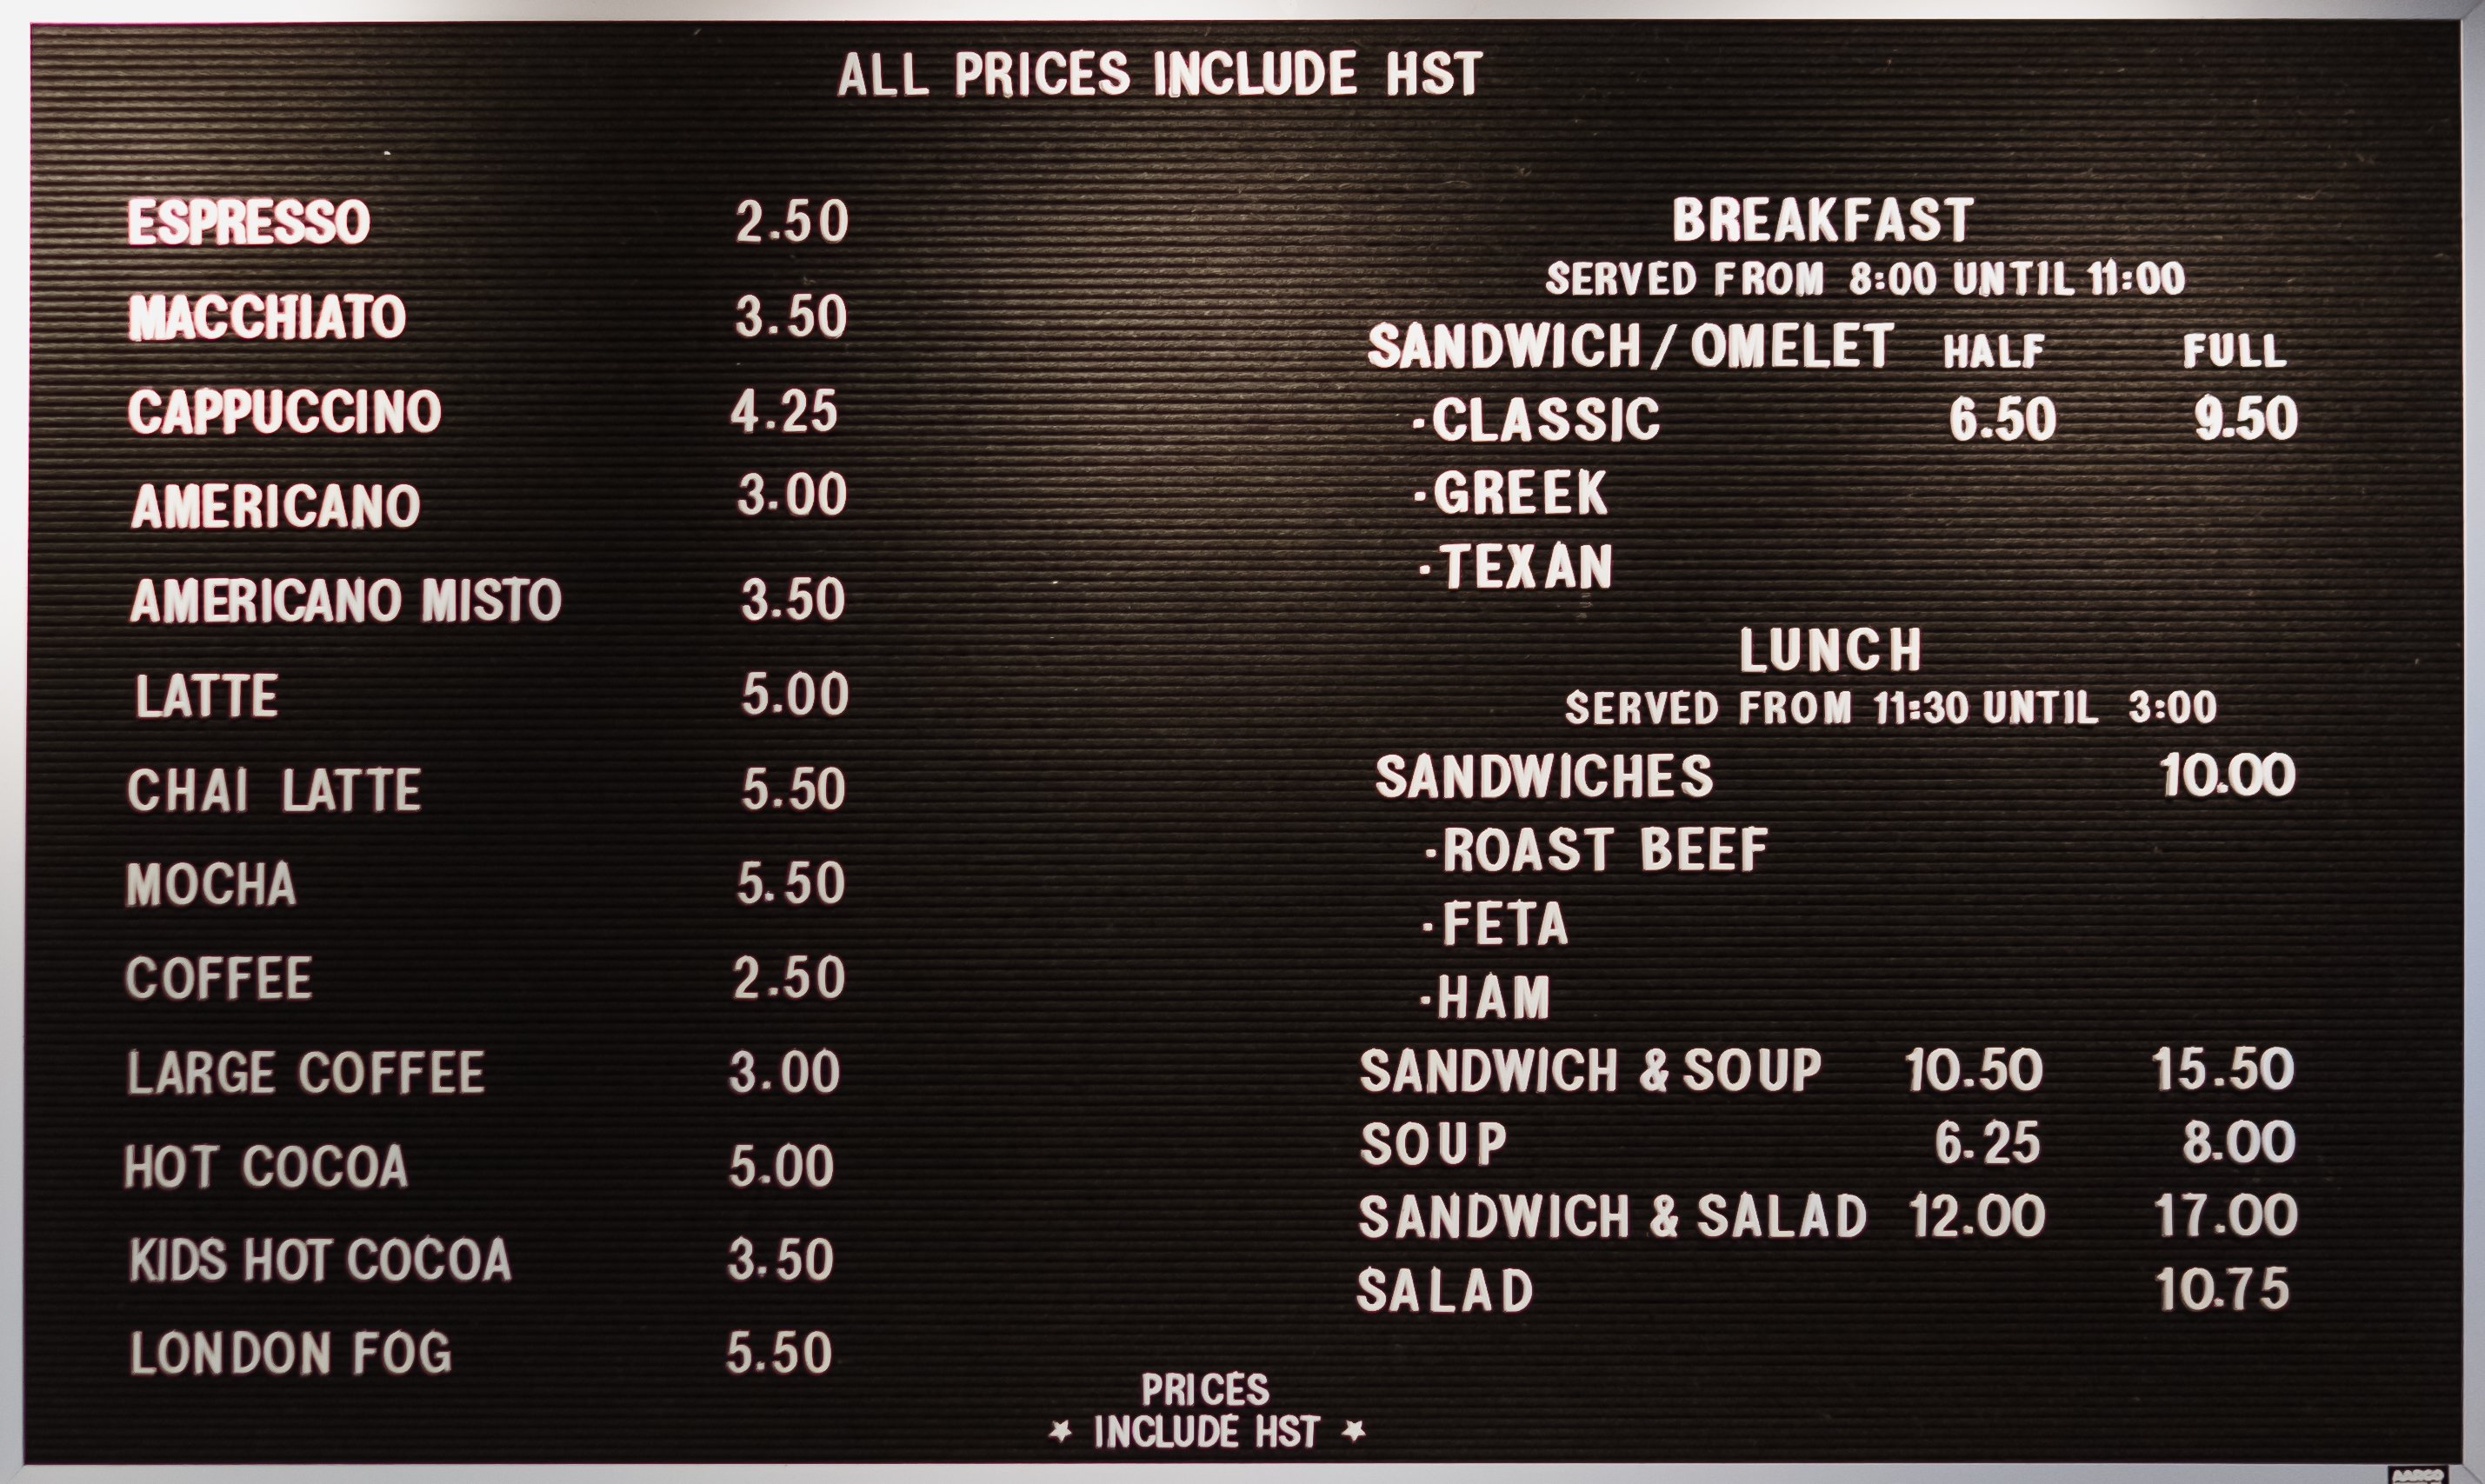 ALL PRICES INCLUDE HST
ESPRESSO 2.50
MACCHIATO 3.50
CAPPUCCINO 4.25
AMERICANO 3.00
AMERICANO MISTO 3.50
LATTE 5.00
CHAI LATTE 5.50
MOCHA 5.50
COFFEE 2.50
LARGE COFFEE 3.00
HOT COCOA 5.00
KIDS HOT COCOA 3.50
LONDON FOG 5.50
BREAKFAST
SERVED FROM 8:00 UNTIL 11:00
SANDWICH / OMELET HALF FULL
·CLASSIC 6.50 9.50
·GREEK
·TEXAN
LUNCH
SERVED FROM 11:30 UNTIL 3:00
SANDWICHES 10.00
·ROAST BEEF
·FETA
·HAM
SANDWICH & SOUP 10.50 15.50
SOUP 6.25 8.00
SANDWICH & SALAD 12.00 17.00
SALAD 10.75
PRICES
★ INCLUDE HST ★
AARCO